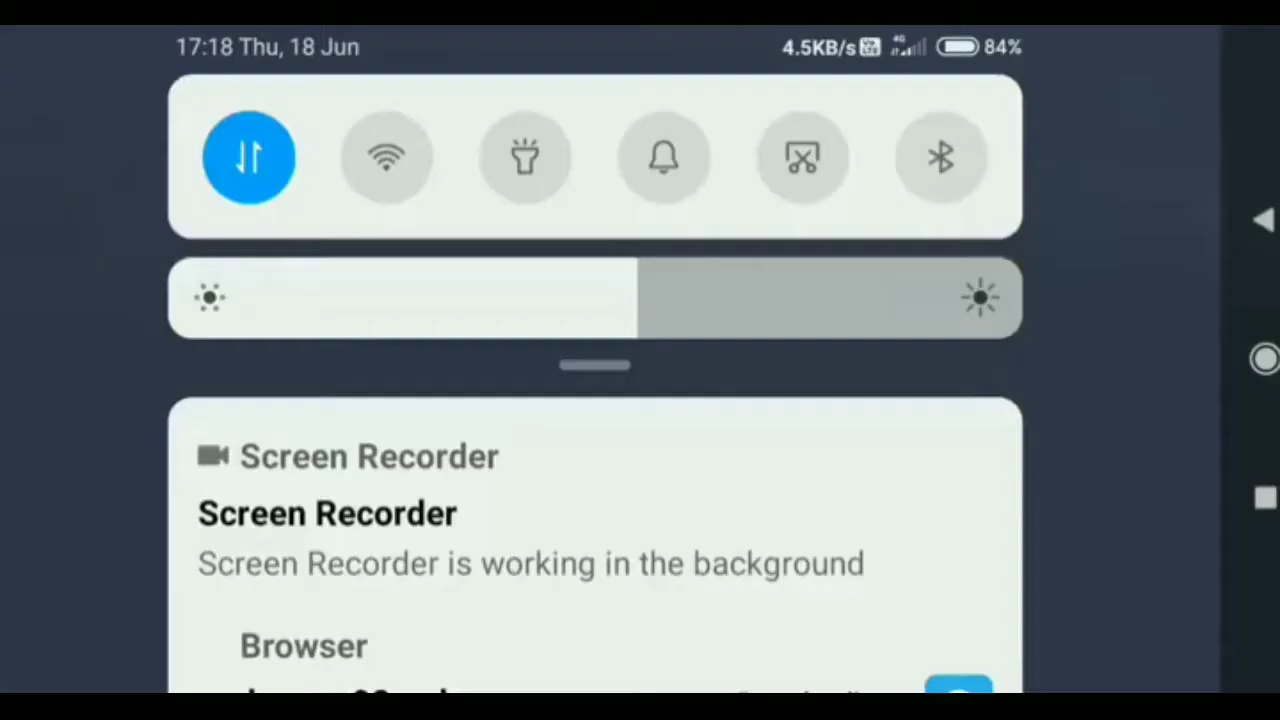 17:18 Thu, 18 Jun
4.5KB/s 4G 84%
Screen Recorder
Screen Recorder
Screen Recorder is working in the background
Browser